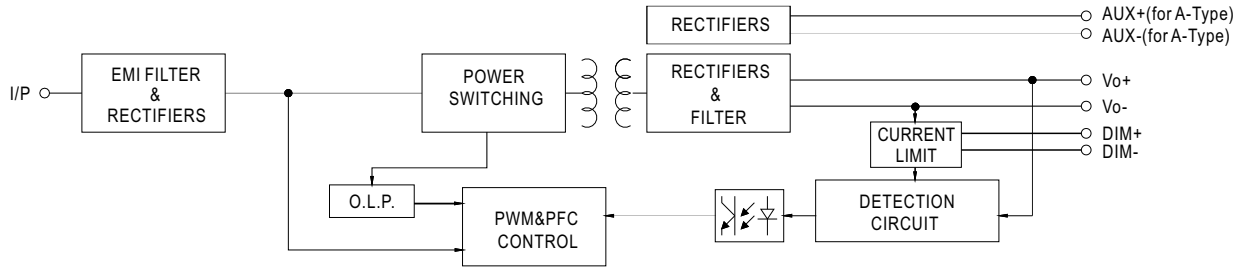 RECTIFIERS
AUX+(for A-Type)
AUX-(for A-Type)
I/P
EMI FILTER
&
RECTIFIERS
POWER
SWITCHING
RECTIFIERS
&
FILTER
Vo+
Vo-
CURRENT
LIMIT
DIM+
DIM-
O.L.P.
PWM&PFC
CONTROL
DETECTION
CIRCUIT